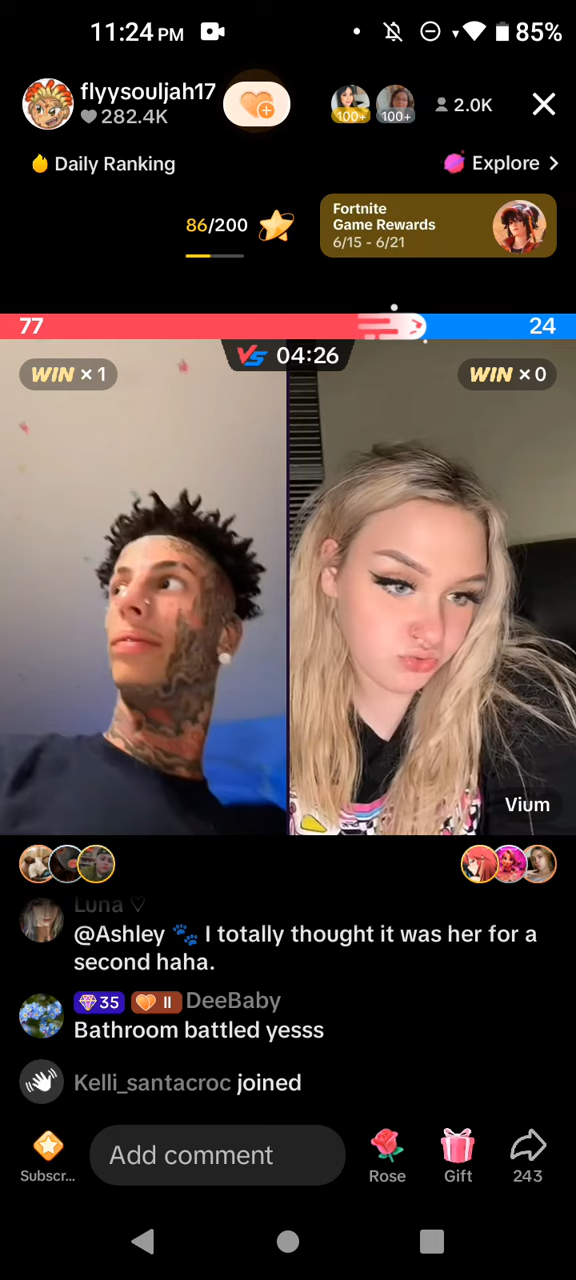 11:24 PM
85%
flyysouljah17
282.4K
100+
100+
2.0K
Daily Ranking
Explore >
86/200
Fortnite
Game Rewards
6/15 - 6/21
77
24
VS 04:26
WIN × 1
WIN × 0
Vium
Luna ♡
@Ashley 🐾 I totally thought it was her for a
second haha.
35 II DeeBaby
Bathroom battled yesss
Kelli_santacroc joined
Add comment
Subscr...
Rose
Gift
243